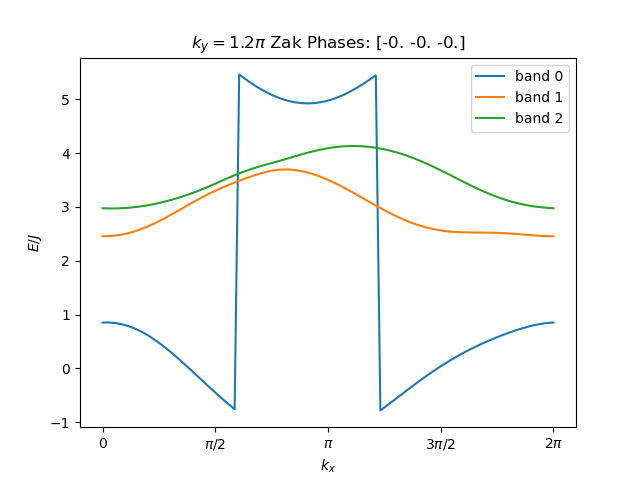 k_y = 1.2π Zak Phases: [-0. -0. -0.]
band 0
band 1
band 2
E/J
5
4
3
2
1
0
−1
0 π/2 π 3π/2 2π
k_x